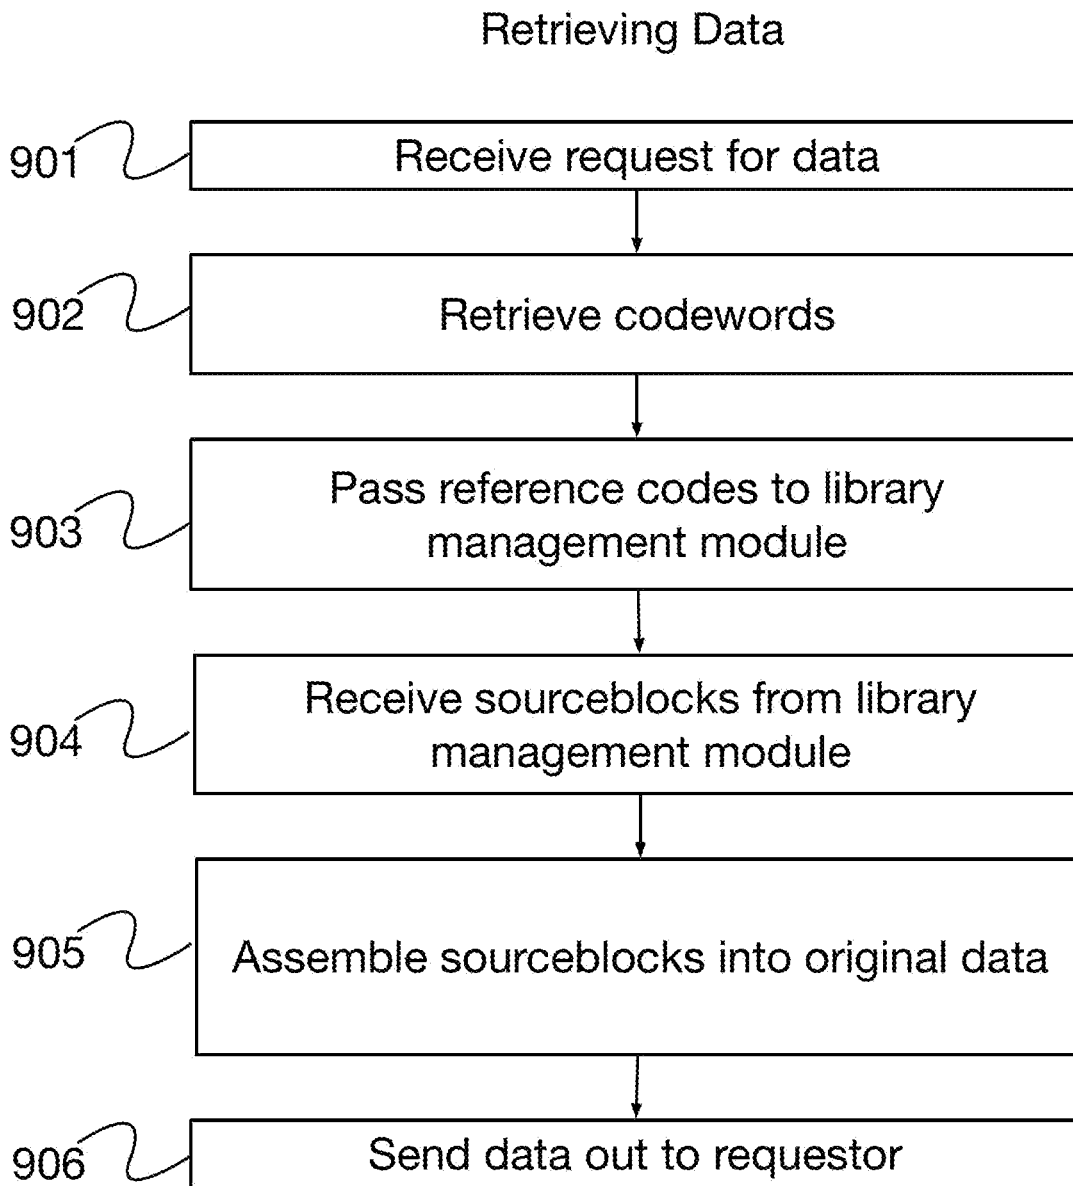 Retrieving Data
901
Receive request for data
902
Retrieve codewords
903
Pass reference codes to library
management module
904
Receive sourceblocks from library
management module
905
Assemble sourceblocks into original data
906
Send data out to requestor